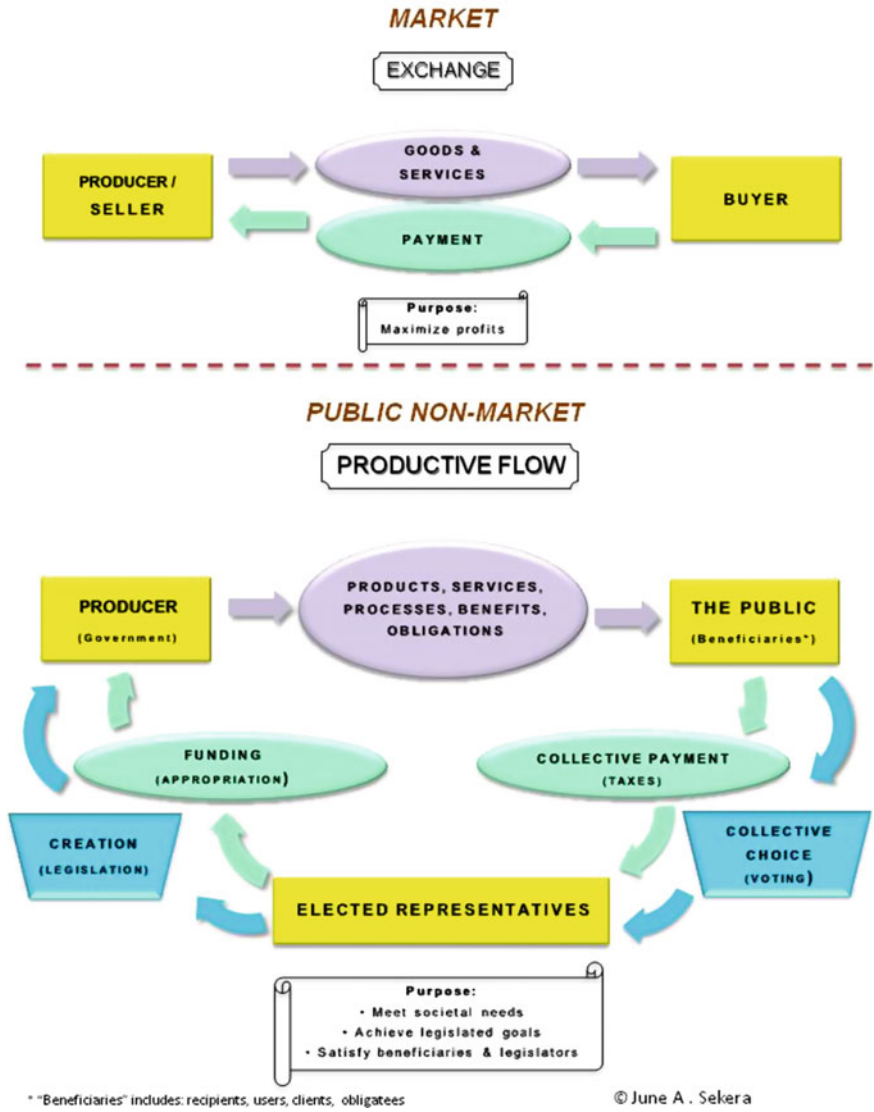 MARKET
EXCHANGE
GOODS &
SERVICES
PRODUCER /
SELLER
BUYER
PAYMENT
Purpose:
Maximize profits
PUBLIC NON-MARKET
PRODUCTIVE FLOW
PRODUCTS, SERVICES,
PROCESSES, BENEFITS,
OBLIGATIONS
PRODUCER
(Government)
THE PUBLIC
(Beneficiaries*)
FUNDING
(APPROPRIATION)
COLLECTIVE PAYMENT
(TAXES)
CREATION
(LEGISLATION)
COLLECTIVE
CHOICE
(VOTING)
ELECTED REPRESENTATIVES
Purpose:
• Meet societal needs
• Achieve legislated goals
• Satisfy beneficiaries & legislators
* "Beneficiaries" includes: recipients, users, clients, obligatees
© June A . Sekera